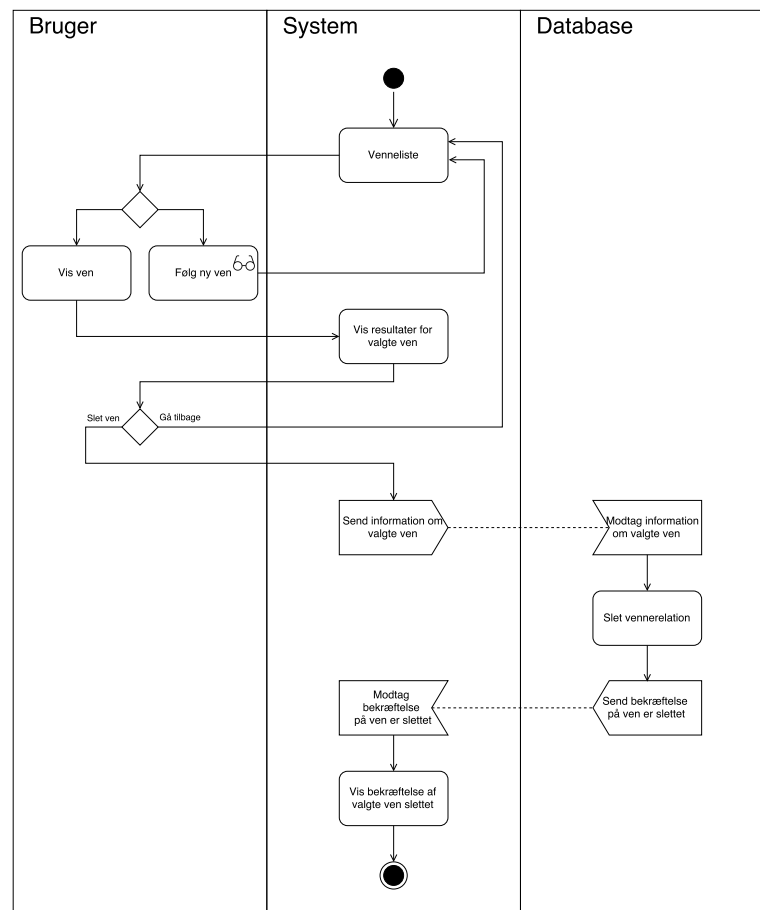 Bruger
System
Database
Venneliste
Vis ven
Følg ny ven
Vis resultater for
valgte ven
Slet ven
Gå tilbage
Send information om
valgte ven
Modtag information
om valgte ven
Slet vennerelation
Send bekræftelse
på ven er slettet
Modtag
bekræftelse
på ven er slettet
Vis bekræftelse af
valgte ven slettet